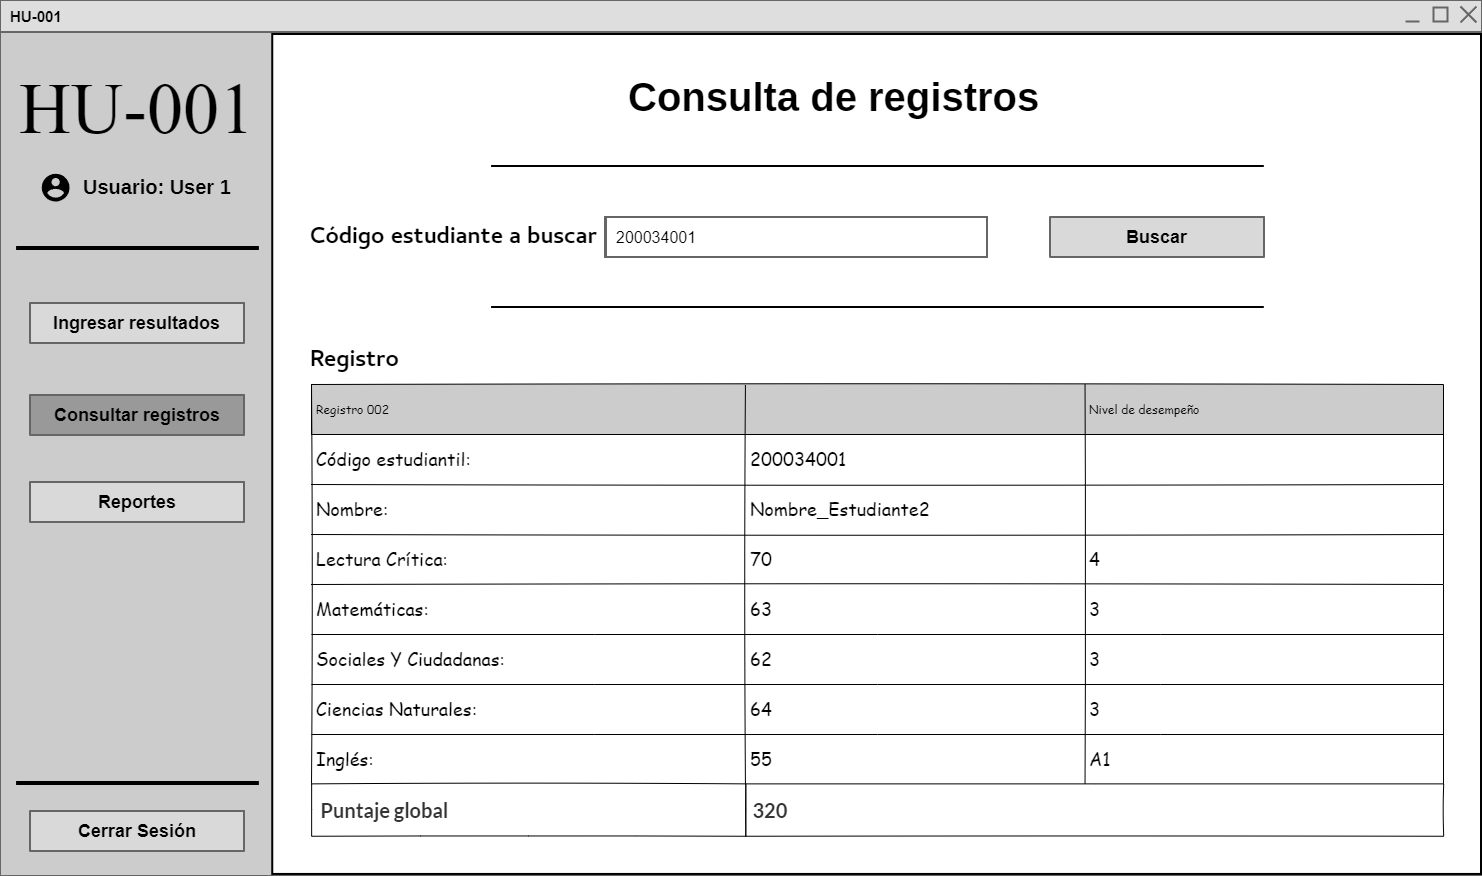 HU-001
HU-001
Usuario: User 1
Ingresar resultados
Consultar registros
Reportes
Cerrar Sesión
Consulta de registros
Código estudiante a buscar 200034001 Buscar
Registro
Registro 002 Nivel de desempeño
Código estudiantil: 200034001
Nombre: Nombre_Estudiante2
Lectura Crítica: 70 4
Matemáticas: 63 3
Sociales Y Ciudadanas: 62 3
Ciencias Naturales: 64 3
Inglés: 55 A1
Puntaje global 320